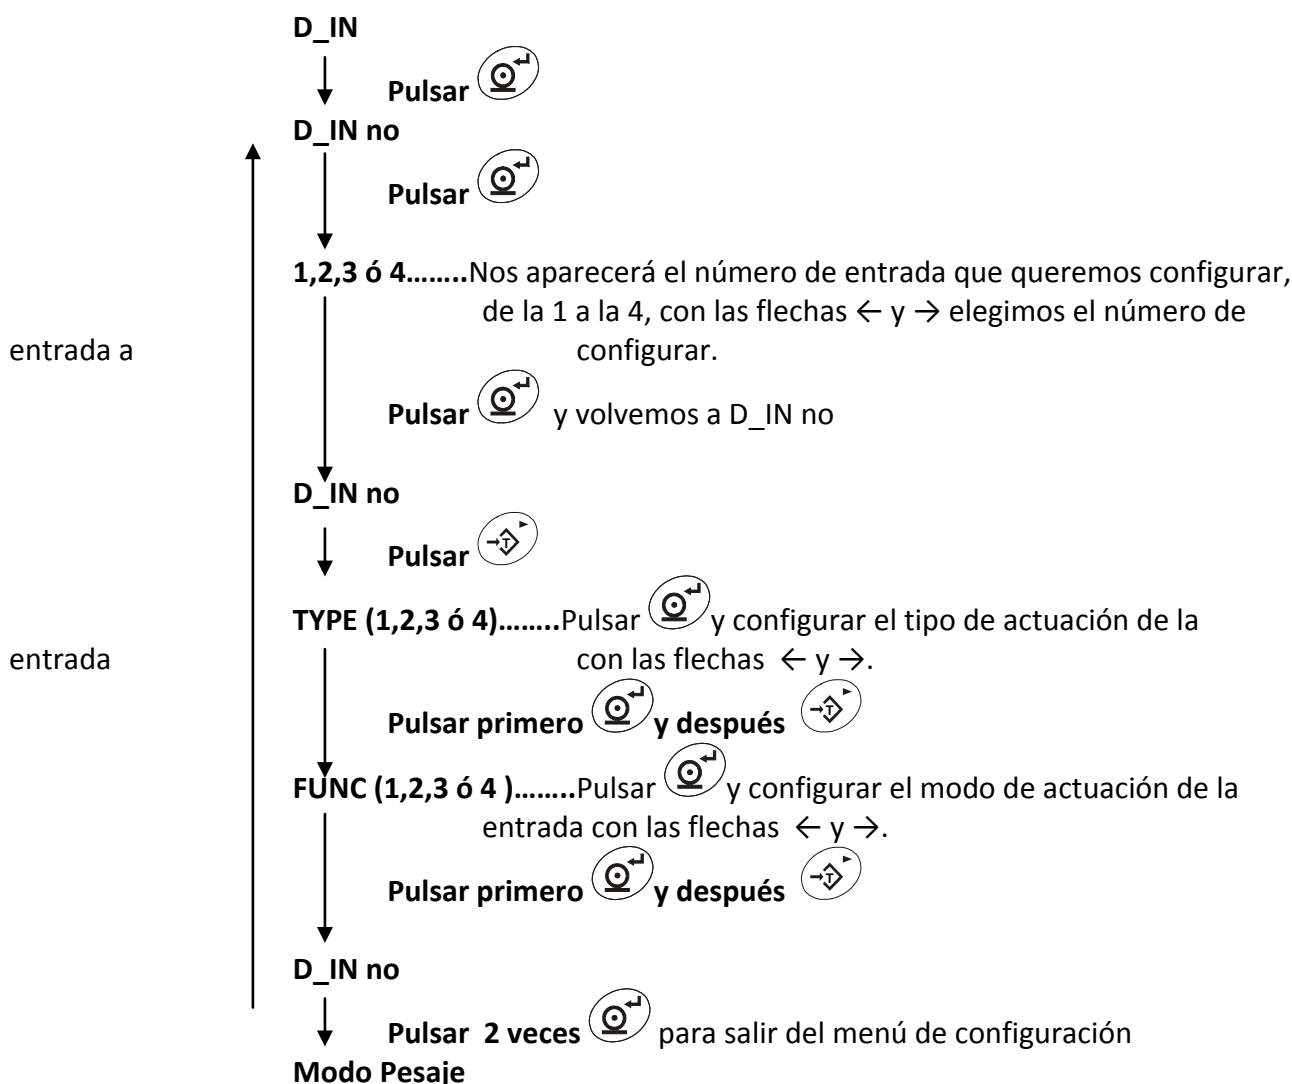 D_IN
Pulsar
D_IN no
Pulsar
1,2,3 ó 4……..Nos aparecerá el número de entrada que queremos configurar,
de la 1 a la 4, con las flechas ← y → elegimos el número de
entrada a configurar.
Pulsar y volvemos a D_IN no
D_IN no
Pulsar T
TYPE (1,2,3 ó 4)……..Pulsar y configurar el tipo de actuación de la
entrada con las flechas ← y →.
Pulsar primero y después T
FUNC (1,2,3 ó 4 )……..Pulsar y configurar el modo de actuación de la
entrada con las flechas ← y →.
Pulsar primero y después T
D_IN no
Pulsar 2 veces para salir del menú de configuración
Modo Pesaje